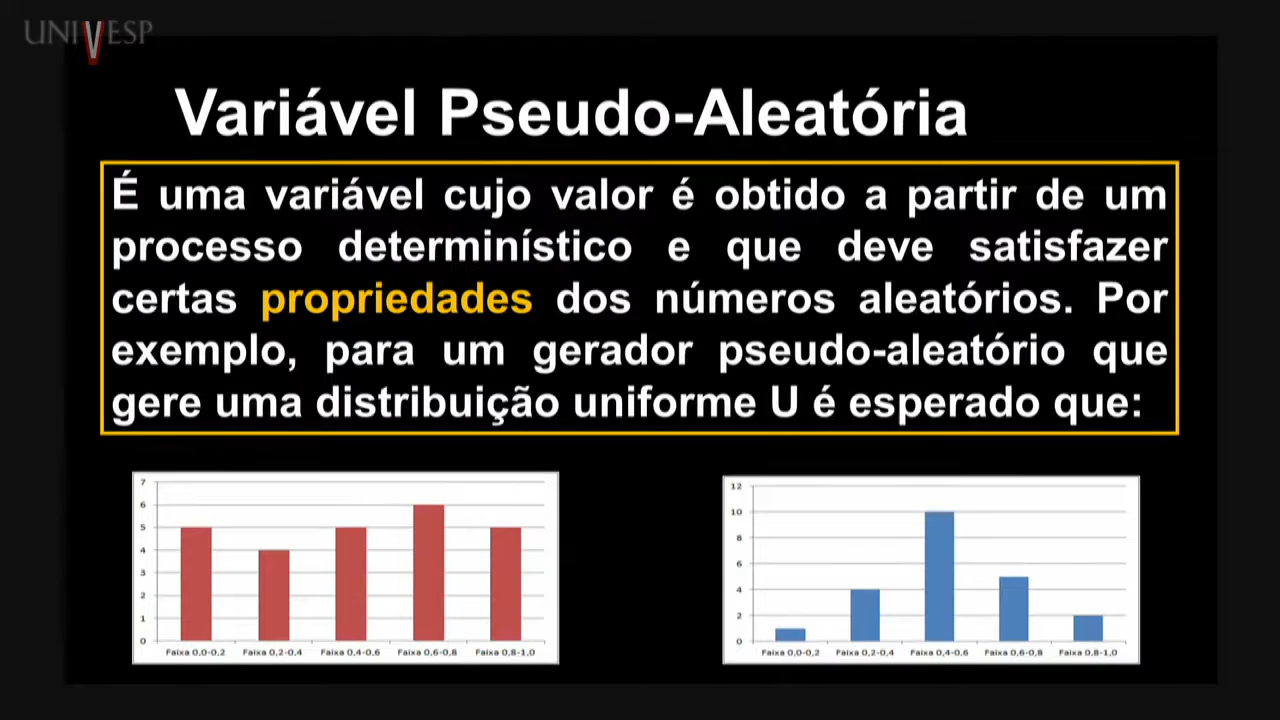 UNIVESP
Variável Pseudo-Aleatória
É uma variável cujo valor é obtido a partir de um
processo determinístico e que deve satisfazer
certas propriedades dos números aleatórios. Por
exemplo, para um gerador pseudo-aleatório que
gere uma distribuição uniforme U é esperado que:
7
6
5
4
3
2
1
0
Faixa 0,0-0,2 Faixa 0,2-0,4 Faixa 0,4-0,6 Faixa 0,6-0,8 Faixa 0,8-1,0
12
10
8
6
4
2
0
Faixa 0,0-0,2 Faixa 0,2-0,4 Faixa 0,4-0,6 Faixa 0,6-0,8 Faixa 0,8-1,0